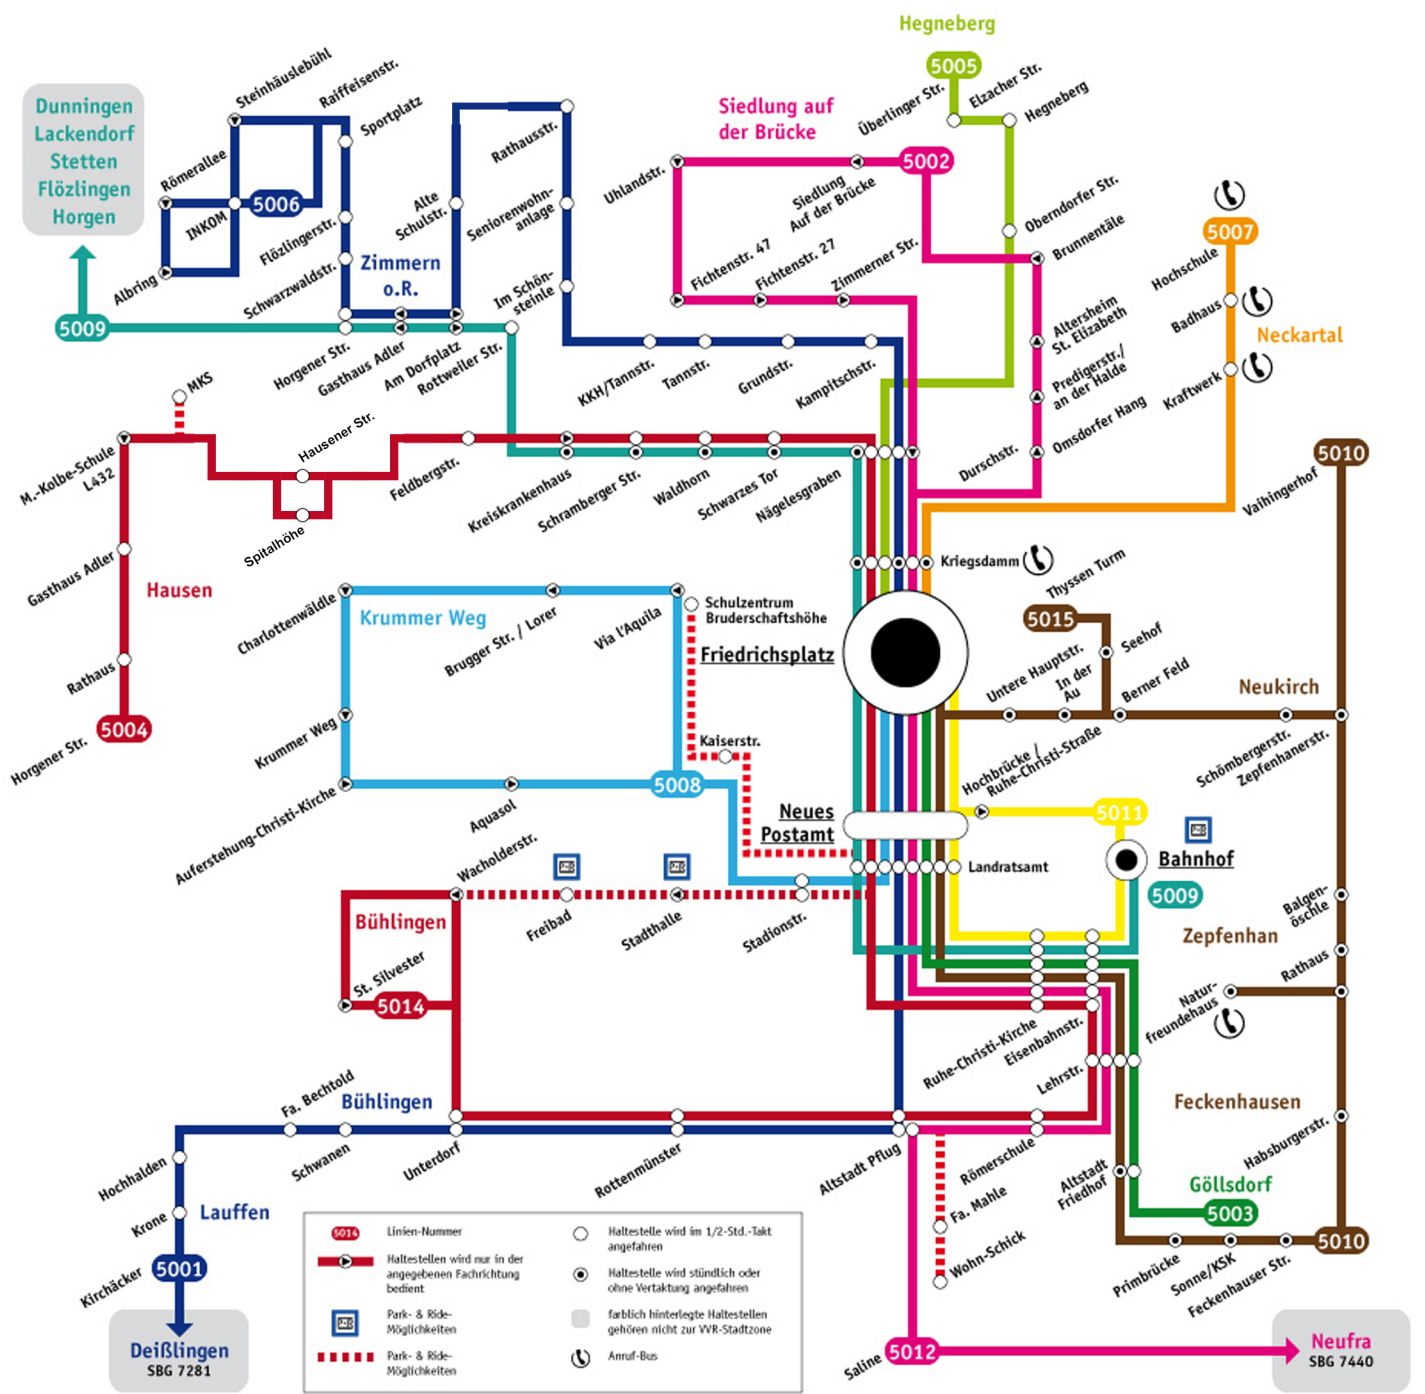 Hegneberg
5005
Überlinger Str.
Elzacher Str.
Hegneberg
Steinhäuslebühl
Raiffeisenstr.
Sportplatz
Dunningen
Lackendorf
Stetten
Flözlingen
Horgen
Siedlung auf
der Brücke
5002
Römerallee
INKOM
5006
Albring
Flözlingerstr.
Schwarzwaldstr.
Zimmern
o.R.
Alte
Schulstr.
Rathausstr.
Seniorenwohn-
anlage
Im Schön-
steinle
Uhlandstr.
Siedlung
Auf der Brücke
Fichtenstr. 47
Fichtenstr. 27
Zimmerner Str.
Oberndorfer Str.
Brunnentäle
Altersheim
St. Elizabeth
Predigerstr./
an der Halde
Omsdorfer Hang
Durschstr.
5007
Hochschule
Badhaus
Neckartal
Kraftwerk
5009
Horgener Str.
Gasthaus Adler
Am Dorfplatz
Rottweiler Str.
KKH/Tannstr.
Tannstr.
Grundstr.
Kampitschstr.
MKS
M.-Kolbe-Schule
L432
Hausener Str.
Spitalhöhe
Feldbergstr.
Kreiskrankenhaus
Schramberger Str.
Waldhorn
Schwarzes Tor
Nägelesgraben
5010
Vaihingerhof
Gasthaus Adler
Hausen
Rathaus
5004
Horgener Str.
Kriegsdamm
Thyssen Turm
5015
Seehof
Untere Hauptstr.
In der
Au
Berner Feld
Neukirch
Schömbergerstr.
Zepfenhanerstr.
Charlottenwäldle
Krummer Weg
Brugger Str. / Lorer
Via l'Aquila
Schulzentrum
Bruderschaftshöhe
Friedrichsplatz
Krummer Weg
Kaiserstr.
Auferstehung-Christi-Kirche
Aquasol
5008
Neues
Postamt
Hochbrücke /
Ruhe-Christi-Straße
5011
Bahnhof
5009
Landratsamt
Wacholderstr.
Bühlingen
Freibad
Stadthalle
Stadionstr.
St. Silvester
5014
Balgen-
öschle
Zepfenhan
Rathaus
Natur-
freundehaus
Ruhe-Christi-Kirche
Eisenbahnstr.
Lehrstr.
Feckenhausen
Habsburgerstr.
Fa. Bechtold
Bühlingen
Schwanen
Unterdorf
Rottenmünster
Altstadt Pflug
Römerschule
Altstadt
Friedhof
Göllsdorf
5003
5010
Hochhalden
Krone
Lauffen
Kirchäcker
5001
Deißlingen
SBG 7281
Fa. Mahle
Wohn-Schick
Primbrücke
Sonne/KSK
Feckenhauser Str.
Saline
5012
Neufra
SBG 7440
5014
Linien-Nummer
Haltestellen wird nur in der
angegebenen Fachrichtung
bedient
P+R
Park- & Ride-
Möglichkeiten
Park- & Ride-
Möglichkeiten
Haltestelle wird im 1/2-Std.-Takt
angefahren
Haltestelle wird stündlich oder
ohne Vertaktung angefahren
farblich hinterlegte Haltestellen
gehören nicht zur VVR-Stadtzone
Anruf-Bus